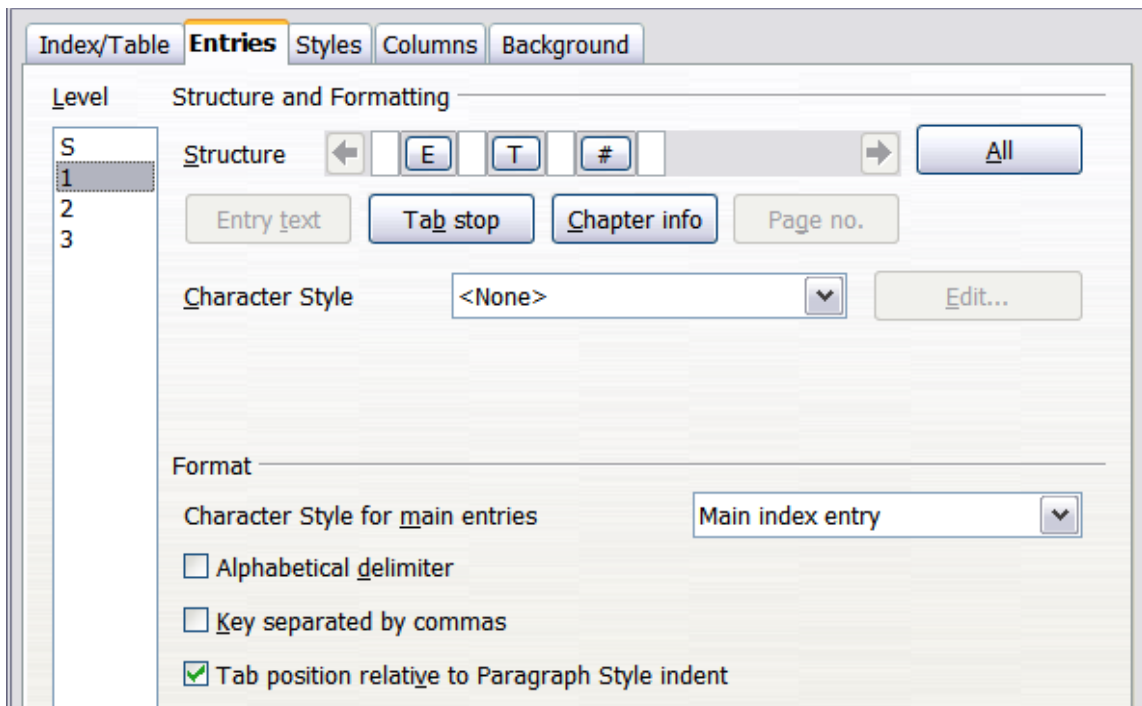 Index/Table Entries Styles Columns Background
Level Structure and Formatting
S
1
2
3
Structure E T # All
Entry text Tab stop Chapter info Page no.
Character Style <None> Edit...
Format
Character Style for main entries Main index entry
Alphabetical delimiter
Key separated by commas
Tab position relative to Paragraph Style indent